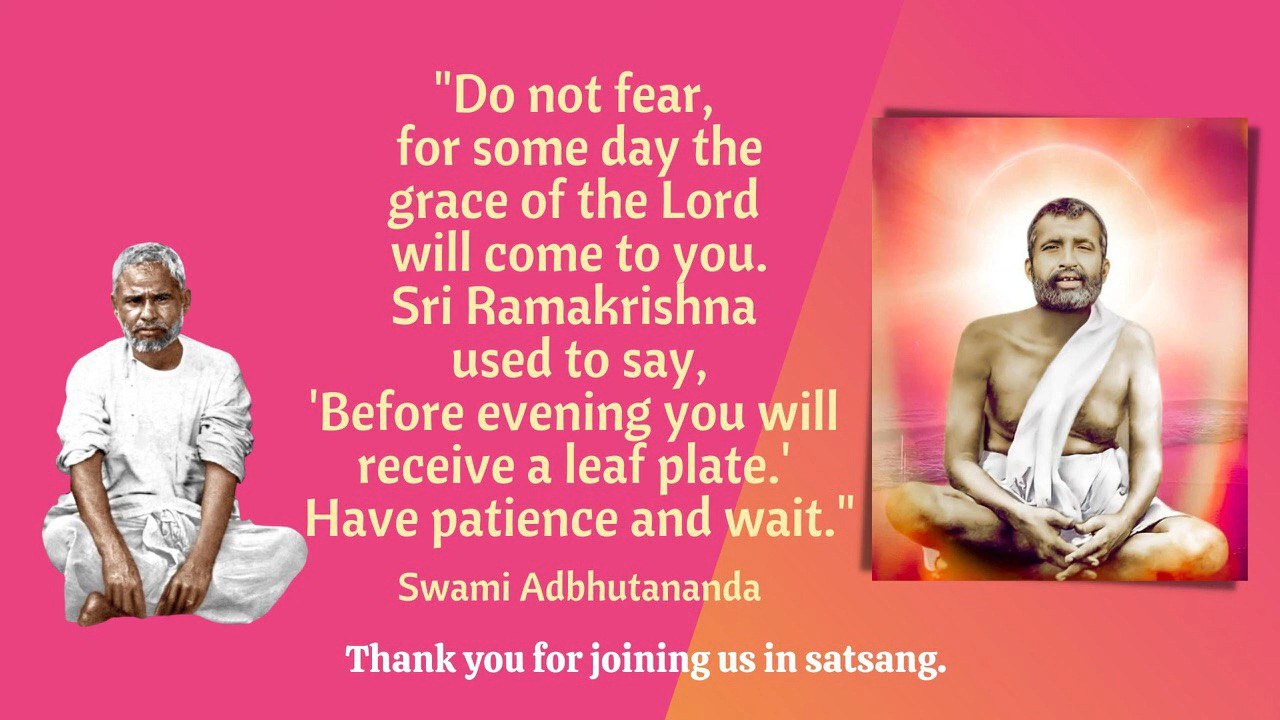 "Do not fear,
for some day the
grace of the Lord
will come to you.
Sri Ramakrishna
used to say,
'Before evening you will
receive a leaf plate.'
Have patience and wait."
Swami Adbhutananda
Thank you for joining us in satsang.